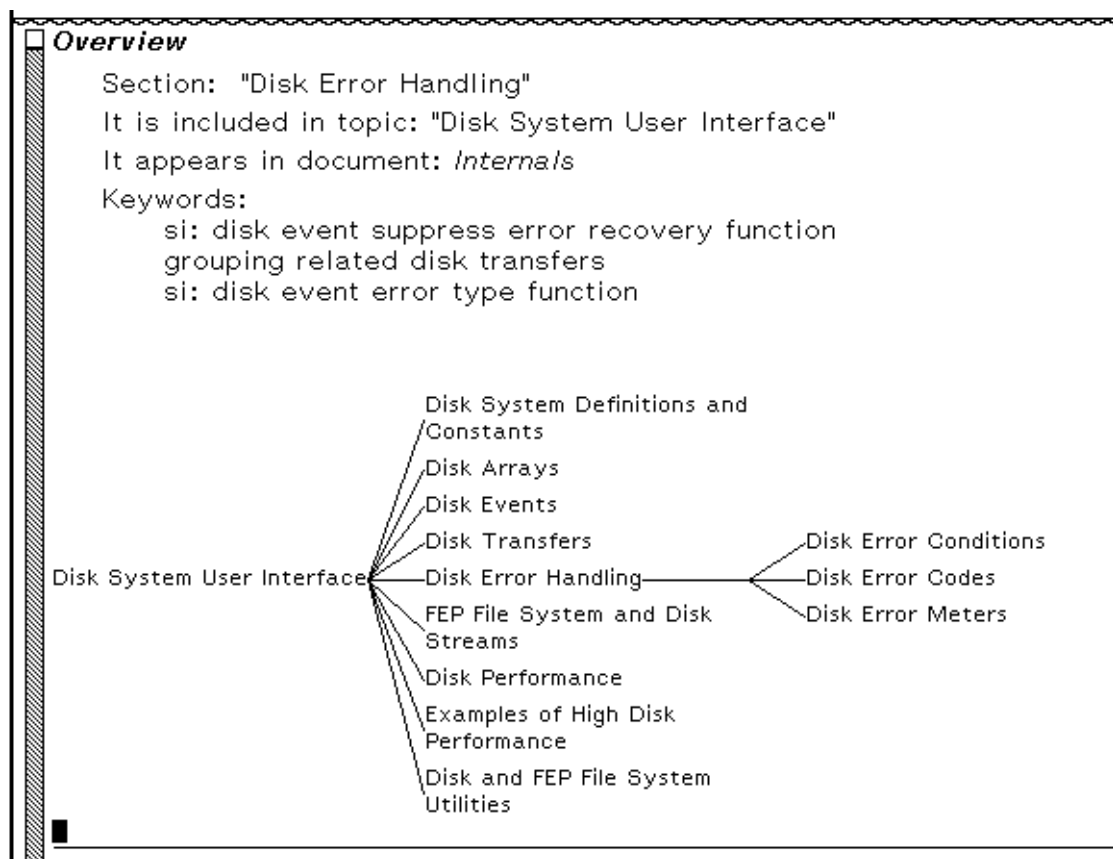 Overview
Section: "Disk Error Handling"
It is included in topic: "Disk System User Interface"
It appears in document: Internals
Keywords:
si: disk event suppress error recovery function
grouping related disk transfers
si: disk event error type function
Disk System User Interface
Disk System Definitions and
Constants
Disk Arrays
Disk Events
Disk Transfers
Disk Error Handling
FEP File System and Disk
Streams
Disk Performance
Examples of High Disk
Performance
Disk and FEP File System
Utilities
Disk Error Conditions
Disk Error Codes
Disk Error Meters